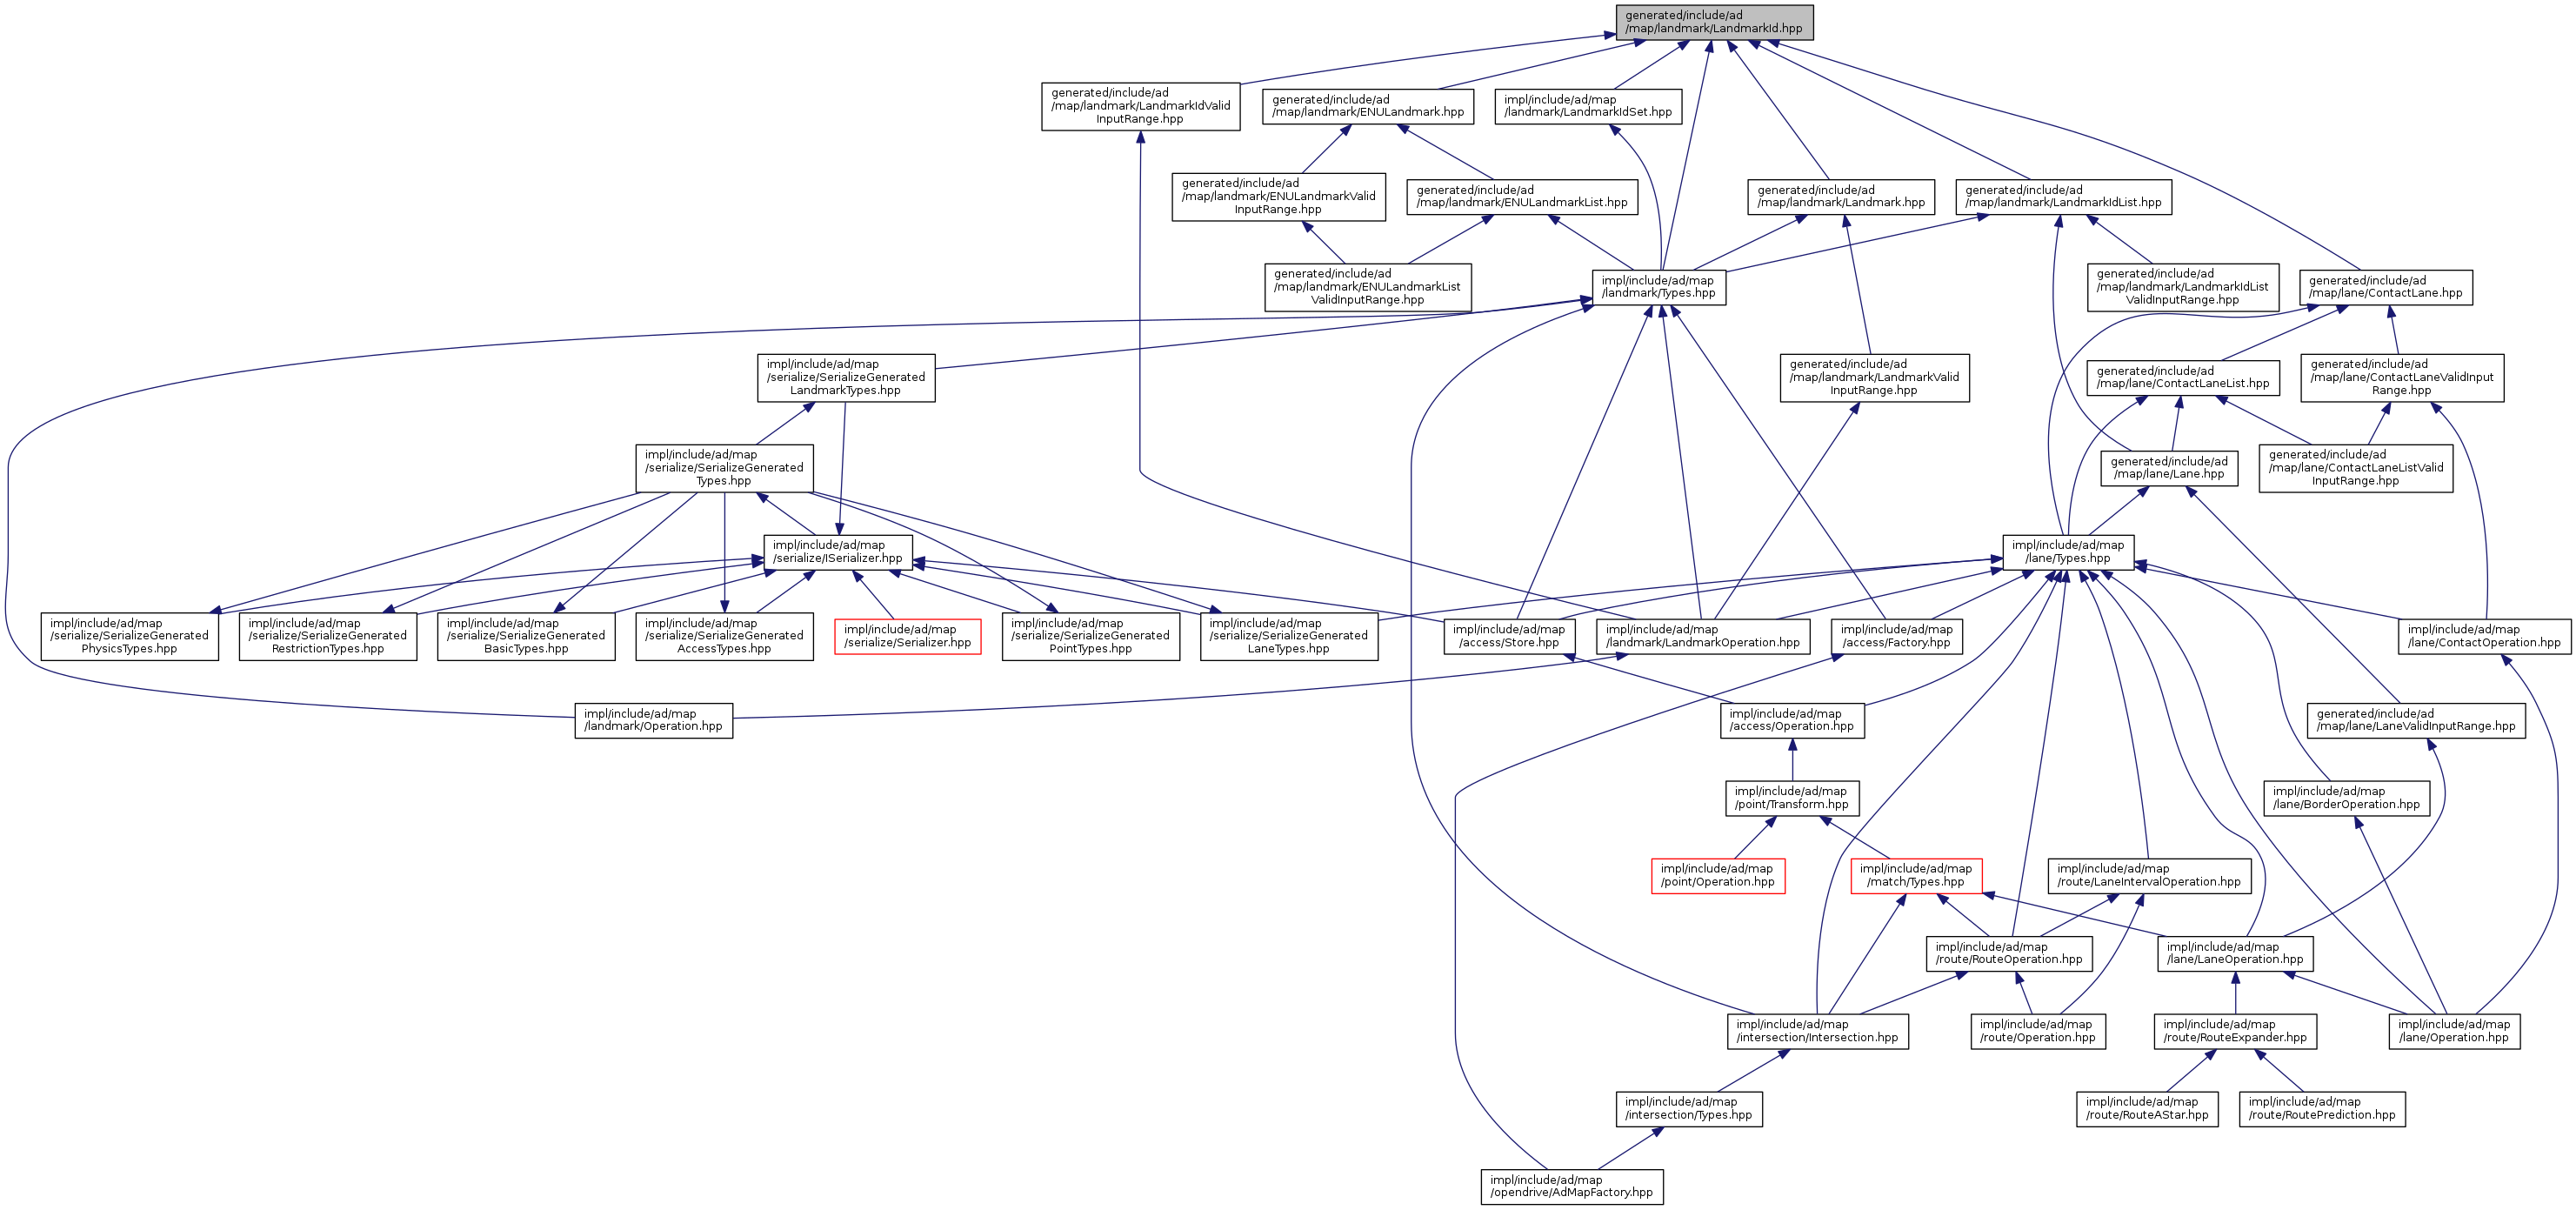 generated/include/ad
/map/landmark/LandmarkId.hpp
generated/include/ad
/map/landmark/LandmarkIdValid
InputRange.hpp
generated/include/ad
/map/landmark/ENULandmark.hpp
impl/include/ad/map
/landmark/LandmarkIdSet.hpp
generated/include/ad
/map/landmark/ENULandmarkValid
InputRange.hpp
generated/include/ad
/map/landmark/ENULandmarkList.hpp
generated/include/ad
/map/landmark/Landmark.hpp
generated/include/ad
/map/landmark/LandmarkIdList.hpp
generated/include/ad
/map/landmark/ENULandmarkList
ValidInputRange.hpp
impl/include/ad/map
/landmark/Types.hpp
generated/include/ad
/map/landmark/LandmarkIdList
ValidInputRange.hpp
generated/include/ad
/map/lane/ContactLane.hpp
impl/include/ad/map
/serialize/SerializeGenerated
LandmarkTypes.hpp
generated/include/ad
/map/landmark/LandmarkValid
InputRange.hpp
generated/include/ad
/map/lane/ContactLaneList.hpp
generated/include/ad
/map/lane/ContactLaneValidInput
Range.hpp
impl/include/ad/map
/serialize/SerializeGenerated
Types.hpp
generated/include/ad
/map/lane/Lane.hpp
generated/include/ad
/map/lane/ContactLaneListValid
InputRange.hpp
impl/include/ad/map
/serialize/ISerializer.hpp
impl/include/ad/map
/lane/Types.hpp
impl/include/ad/map
/serialize/SerializeGenerated
PhysicsTypes.hpp
impl/include/ad/map
/serialize/SerializeGenerated
RestrictionTypes.hpp
impl/include/ad/map
/serialize/SerializeGenerated
BasicTypes.hpp
impl/include/ad/map
/serialize/SerializeGenerated
AccessTypes.hpp
impl/include/ad/map
/serialize/Serializer.hpp
impl/include/ad/map
/serialize/SerializeGenerated
PointTypes.hpp
impl/include/ad/map
/serialize/SerializeGenerated
LaneTypes.hpp
impl/include/ad/map
/access/Store.hpp
impl/include/ad/map
/landmark/LandmarkOperation.hpp
impl/include/ad/map
/access/Factory.hpp
impl/include/ad/map
/lane/ContactOperation.hpp
impl/include/ad/map
/landmark/Operation.hpp
impl/include/ad/map
/access/Operation.hpp
generated/include/ad
/map/lane/LaneValidInputRange.hpp
impl/include/ad/map
/point/Transform.hpp
impl/include/ad/map
/lane/BorderOperation.hpp
impl/include/ad/map
/point/Operation.hpp
impl/include/ad/map
/match/Types.hpp
impl/include/ad/map
/route/LaneIntervalOperation.hpp
impl/include/ad/map
/route/RouteOperation.hpp
impl/include/ad/map
/lane/LaneOperation.hpp
impl/include/ad/map
/intersection/Intersection.hpp
impl/include/ad/map
/route/Operation.hpp
impl/include/ad/map
/route/RouteExpander.hpp
impl/include/ad/map
/lane/Operation.hpp
impl/include/ad/map
/intersection/Types.hpp
impl/include/ad/map
/route/RouteAStar.hpp
impl/include/ad/map
/route/RoutePrediction.hpp
impl/include/ad/map
/opendrive/AdMapFactory.hpp